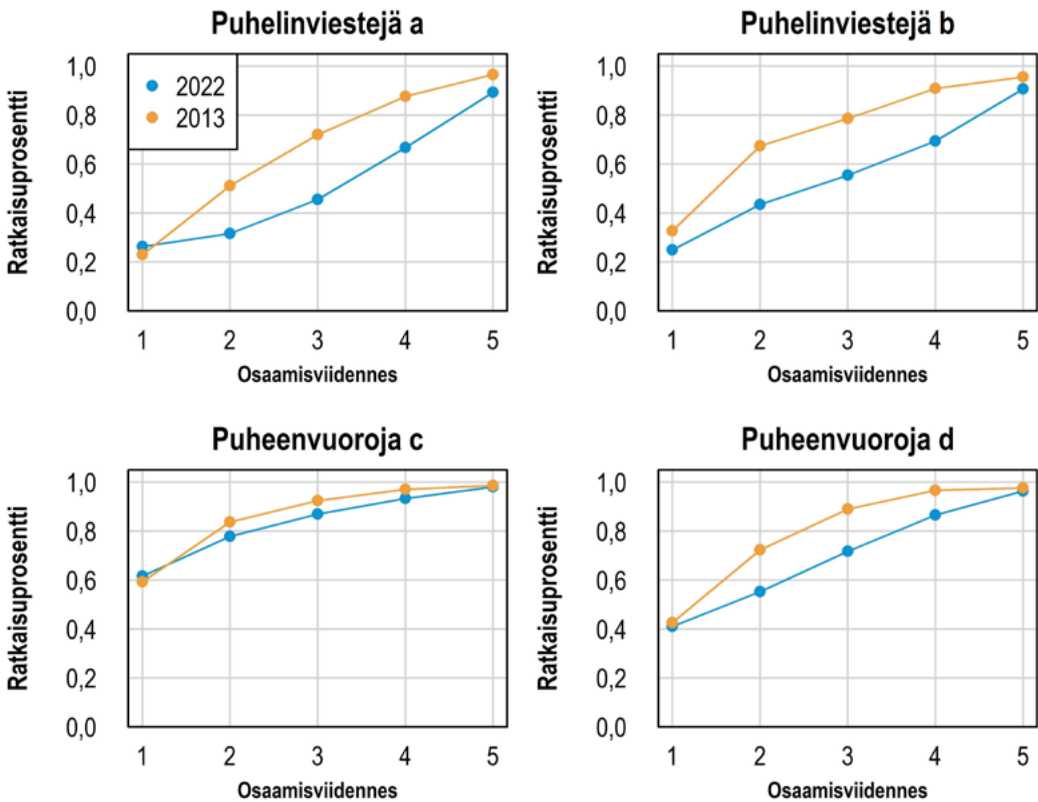 Puhelinviestejä a
Ratkaisuprosentti
1,0
0,8
0,6
0,4
0,2
0,0
2022
2013
1 2 3 4 5
Osaamisviidennes
Puhelinviestejä b
Ratkaisuprosentti
1,0
0,8
0,6
0,4
0,2
0,0
1 2 3 4 5
Osaamisviidennes
Puheenvuoroja c
Ratkaisuprosentti
1,0
0,8
0,6
0,4
0,2
0,0
1 2 3 4 5
Osaamisviidennes
Puheenvuoroja d
Ratkaisuprosentti
1,0
0,8
0,6
0,4
0,2
0,0
1 2 3 4 5
Osaamisviidennes